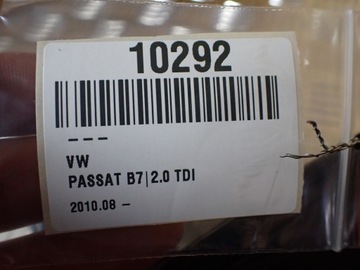 10292
---
VW
PASSAT B7|2.0 TDI
2010.08 -